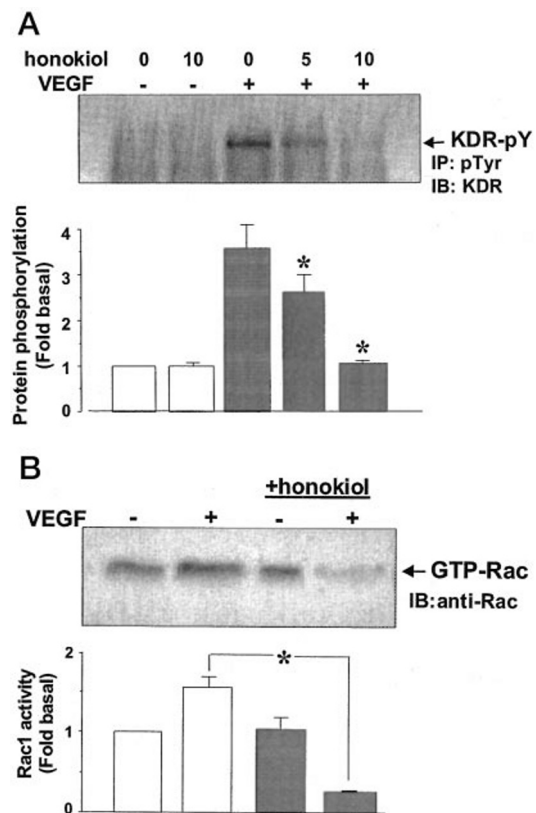 A
honokiol 0 10 0 5 10
VEGF - - + + +
KDR-pY
IP: pTyr
IB: KDR
Protein phosphorylation
(Fold basal)
4
3
2
1
0
*
*
B
+honokiol
VEGF - + - +
GTP-Rac
IB:anti-Rac
Rac1 activity
(Fold basal)
2
1
0
*